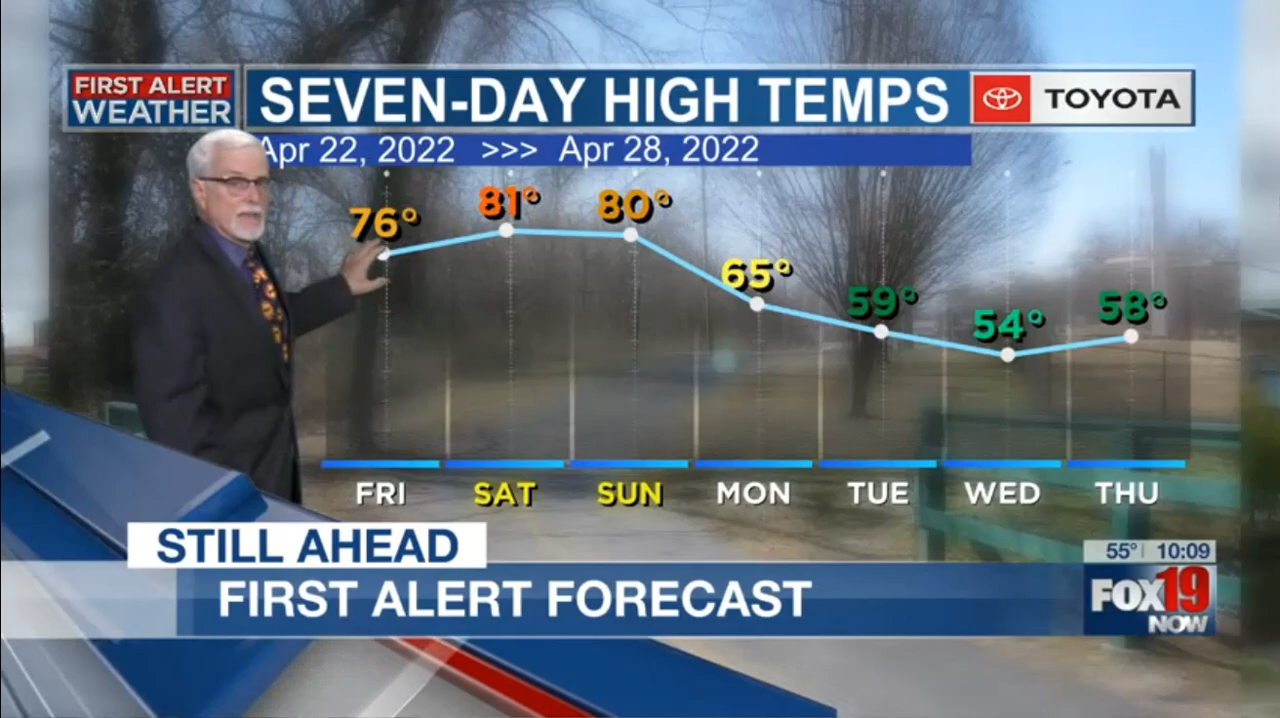 FIRST ALERT
WEATHER
SEVEN-DAY HIGH TEMPS
TOYOTA
Apr 22, 2022 >>> Apr 28, 2022
76° 81° 80° 65° 59° 54° 58°
FRI SAT SUN MON TUE WED THU
STILL AHEAD
FIRST ALERT FORECAST
55° 10:09
FOX19
NOW